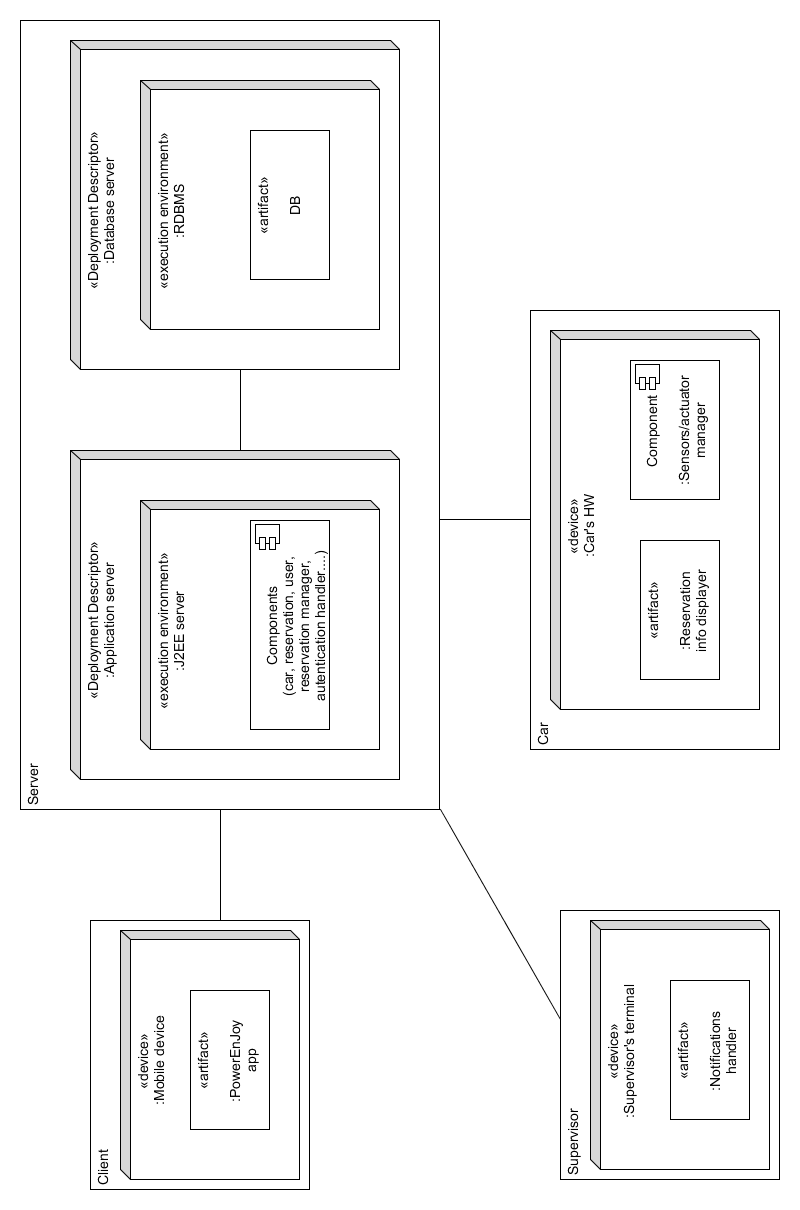 Client
«device»
:Mobile device
«artifact»
:PowerEnJoy
app
Server
«Deployment Descriptor»
:Application server
«execution environment»
:J2EE server
Components
(car, reservation, user,
reservation manager,
autentication handler....)
«Deployment Descriptor»
:Database server
«execution environment»
:RDBMS
«artifact»
DB
Supervisor
«device»
:Supervisor's terminal
«artifact»
:Notifications
handler
Car
«device»
:Car's HW
«artifact»
:Reservation
info displayer
Component
:Sensors/actuator
manager